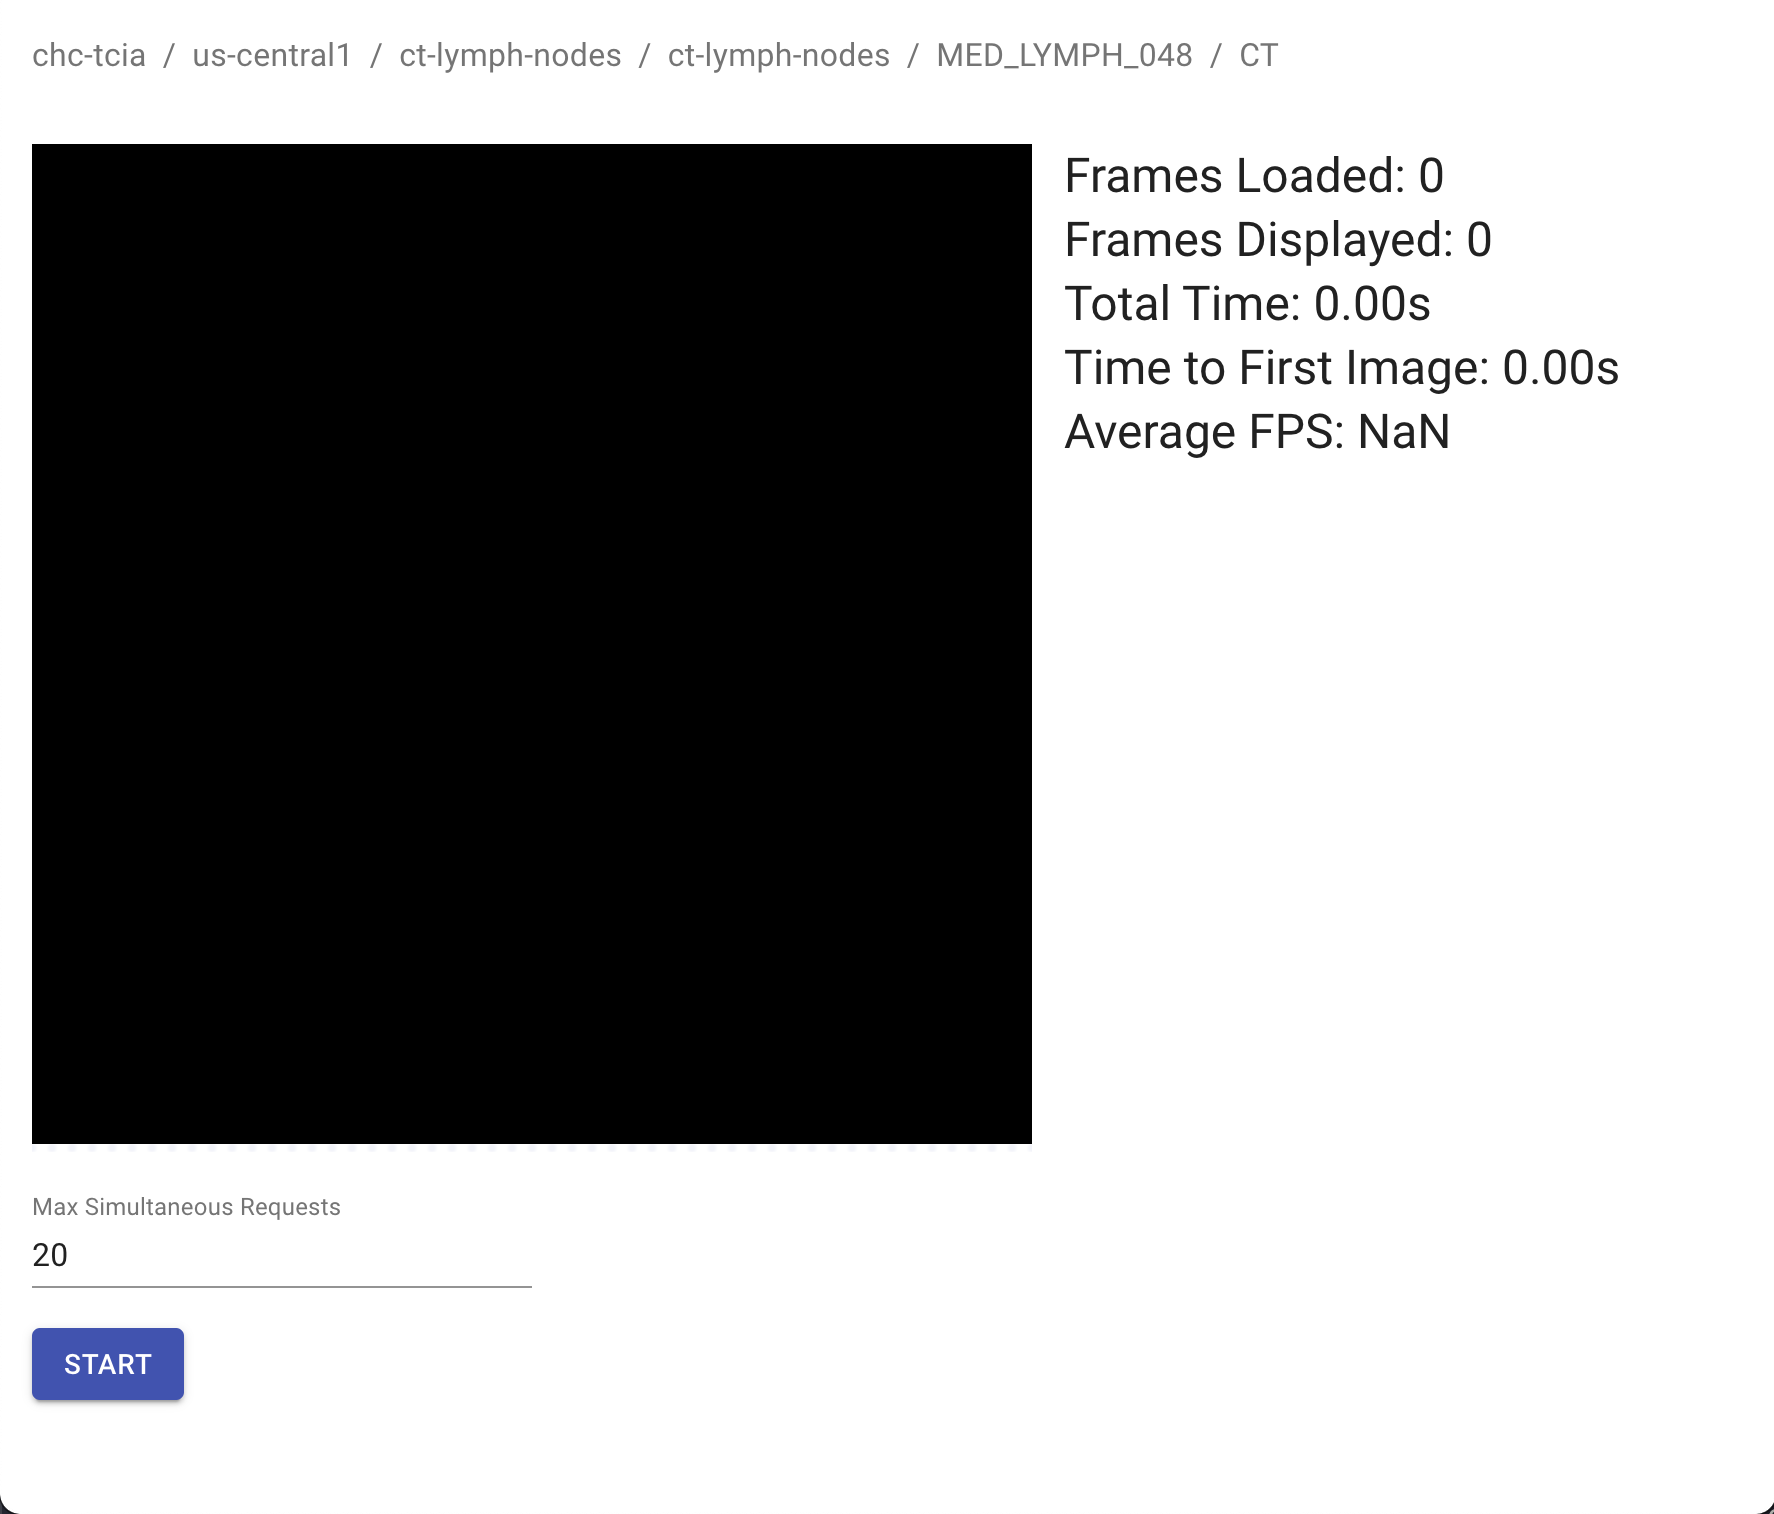 chc-tcia / us-central1 / ct-lymph-nodes / ct-lymph-nodes / MED_LYMPH_048 / CT
Frames Loaded: 0
Frames Displayed: 0
Total Time: 0.00s
Time to First Image: 0.00s
Average FPS: NaN
Max Simultaneous Requests
20
START